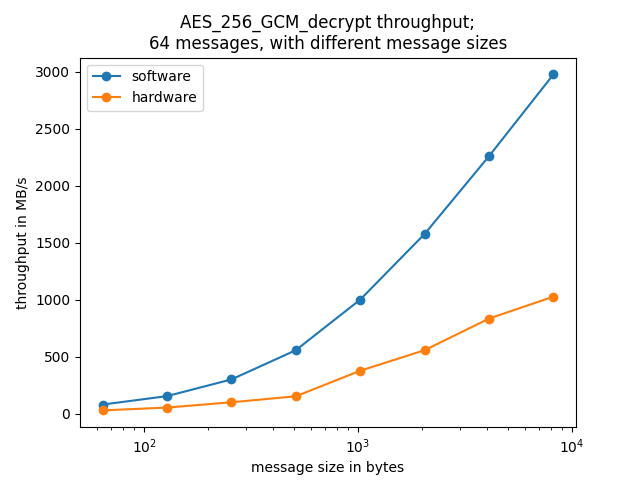 AES_256_GCM_decrypt throughput;
64 messages, with different message sizes
software
hardware
throughput in MB/s
3000
2500
2000
1500
1000
500
0
10²
10³
10⁴
message size in bytes